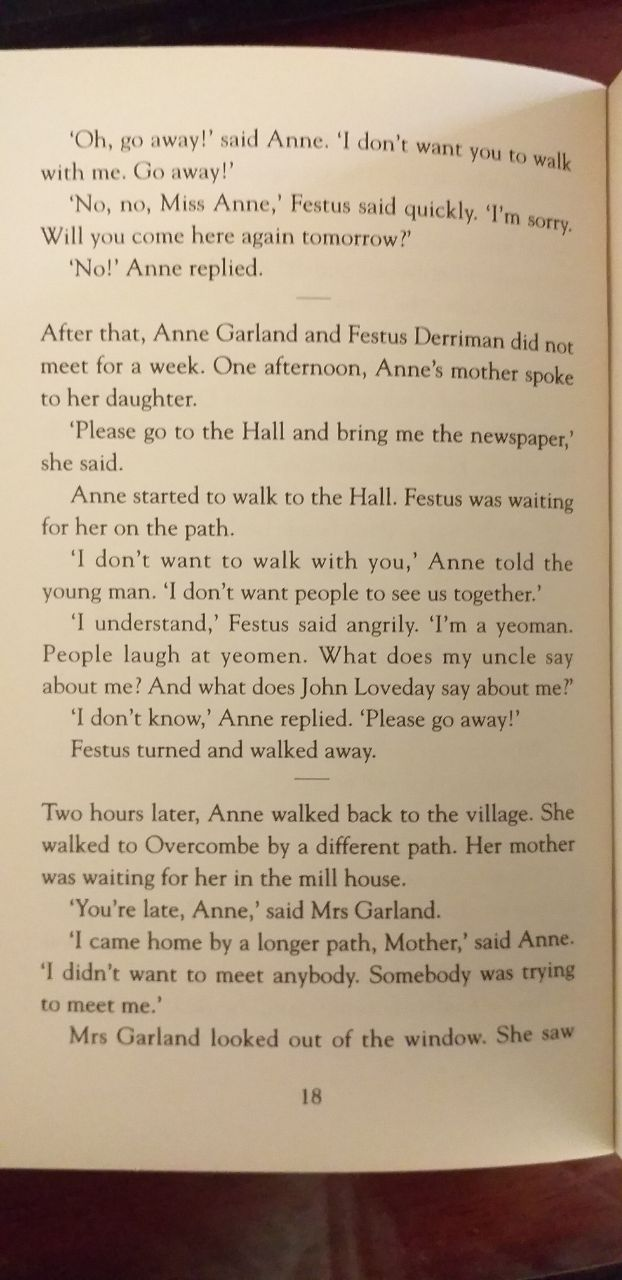 ‘Oh, go away!’ said Anne. ‘I don’t want you to walk
with me. Go away!’
‘No, no, Miss Anne,’ Festus said quickly. ‘I’m sorry.
Will you come here again tomorrow?’
‘No!’ Anne replied.
After that, Anne Garland and Festus Derriman did not
meet for a week. One afternoon, Anne’s mother spoke
to her daughter.
‘Please go to the Hall and bring me the newspaper,’
she said.
Anne started to walk to the Hall. Festus was waiting
for her on the path.
‘I don’t want to walk with you,’ Anne told the
young man. ‘I don’t want people to see us together.’
‘I understand,’ Festus said angrily. ‘I’m a yeoman.
People laugh at yeomen. What does my uncle say
about me? And what does John Loveday say about me?’
‘I don’t know,’ Anne replied. ‘Please go away!’
Festus turned and walked away.
Two hours later, Anne walked back to the village. She
walked to Overcombe by a different path. Her mother
was waiting for her in the mill house.
‘You’re late, Anne,’ said Mrs Garland.
‘I came home by a longer path, Mother,’ said Anne.
‘I didn’t want to meet anybody. Somebody was trying
to meet me.’
Mrs Garland looked out of the window. She saw
18